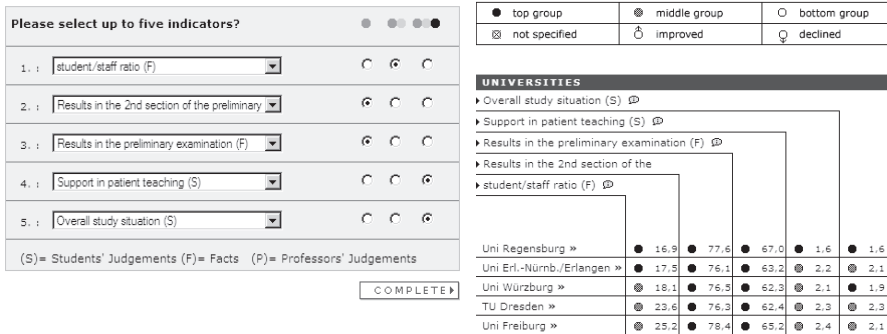 Please select up to five indicators?
1. : student/staff ratio (F)
2. : Results in the 2nd section of the preliminary
3. : Results in the preliminary examination (F)
4. : Support in patient teaching (S)
5. : Overall study situation (S)
(S)= Students' Judgements (F)= Facts (P)= Professors' Judgements
COMPLETE
top group middle group bottom group
not specified improved declined
UNIVERSITIES
Overall study situation (S)
Support in patient teaching (S)
Results in the preliminary examination (F)
Results in the 2nd section of the
student/staff ratio (F)
Uni Regensburg » 16,9 77,6 67,0 1,6 1,6
Uni Erl.-Nürnb./Erlangen » 17,5 76,1 63,2 2,2 2,1
Uni Würzburg » 18,1 76,5 62,3 2,1 1,9
TU Dresden » 23,6 76,3 62,4 2,3 2,3
Uni Freiburg » 25,2 78,4 65,2 2,4 2,1